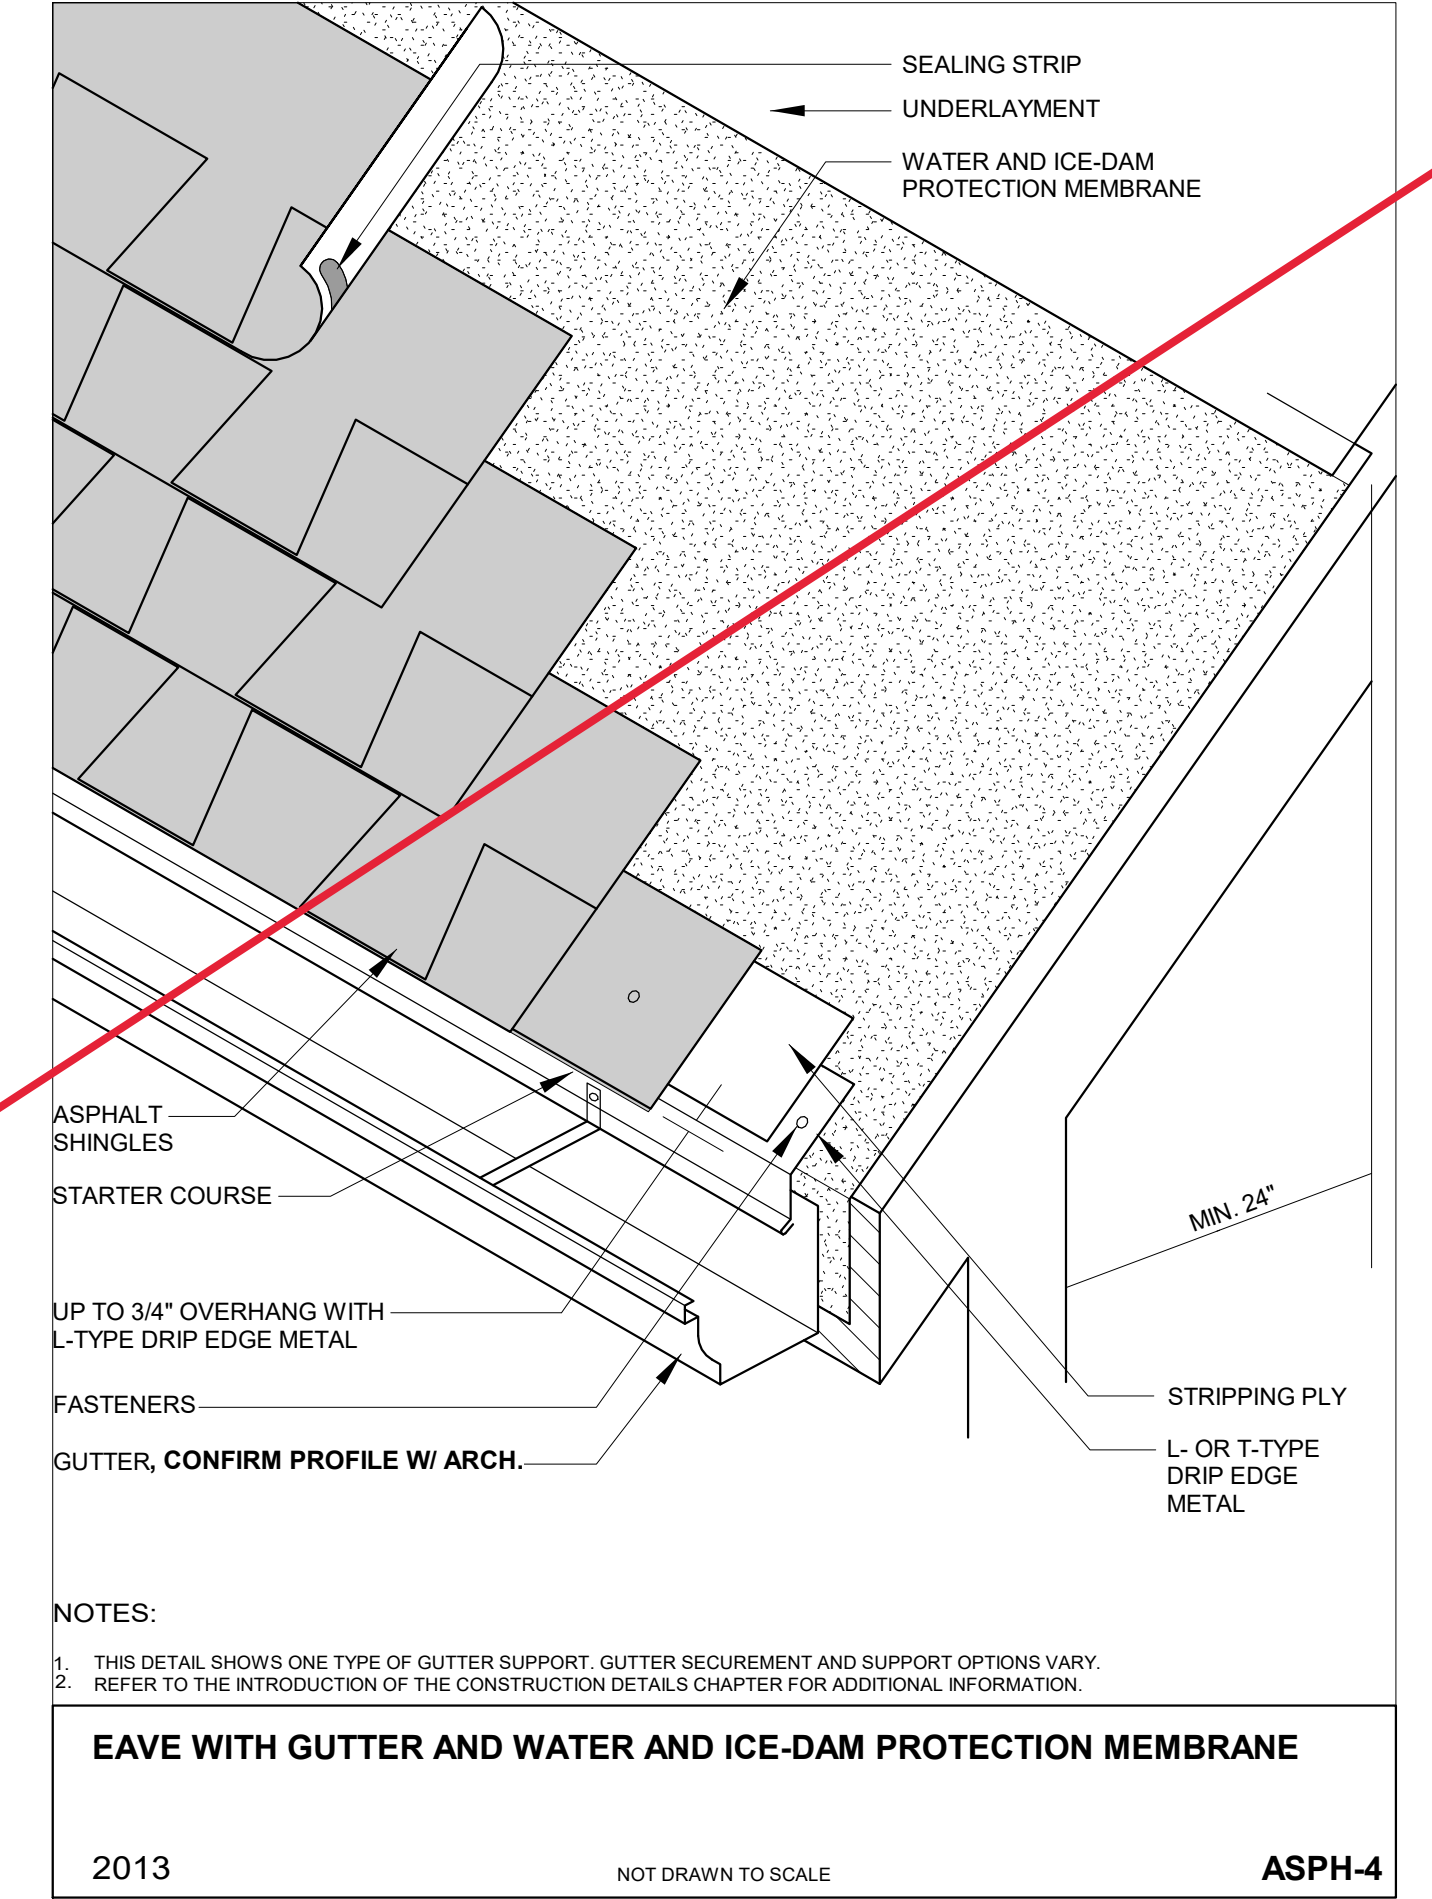 SEALING STRIP
UNDERLAYMENT
WATER AND ICE-DAM
PROTECTION MEMBRANE
ASPHALT
SHINGLES
STARTER COURSE
MIN. 24"
UP TO 3/4" OVERHANG WITH
L-TYPE DRIP EDGE METAL
FASTENERS
GUTTER, CONFIRM PROFILE W/ ARCH.
STRIPPING PLY
L- OR T-TYPE
DRIP EDGE
METAL
NOTES:
1. THIS DETAIL SHOWS ONE TYPE OF GUTTER SUPPORT. GUTTER SECUREMENT AND SUPPORT OPTIONS VARY.
2. REFER TO THE INTRODUCTION OF THE CONSTRUCTION DETAILS CHAPTER FOR ADDITIONAL INFORMATION.
EAVE WITH GUTTER AND WATER AND ICE-DAM PROTECTION MEMBRANE
2013
NOT DRAWN TO SCALE
ASPH-4